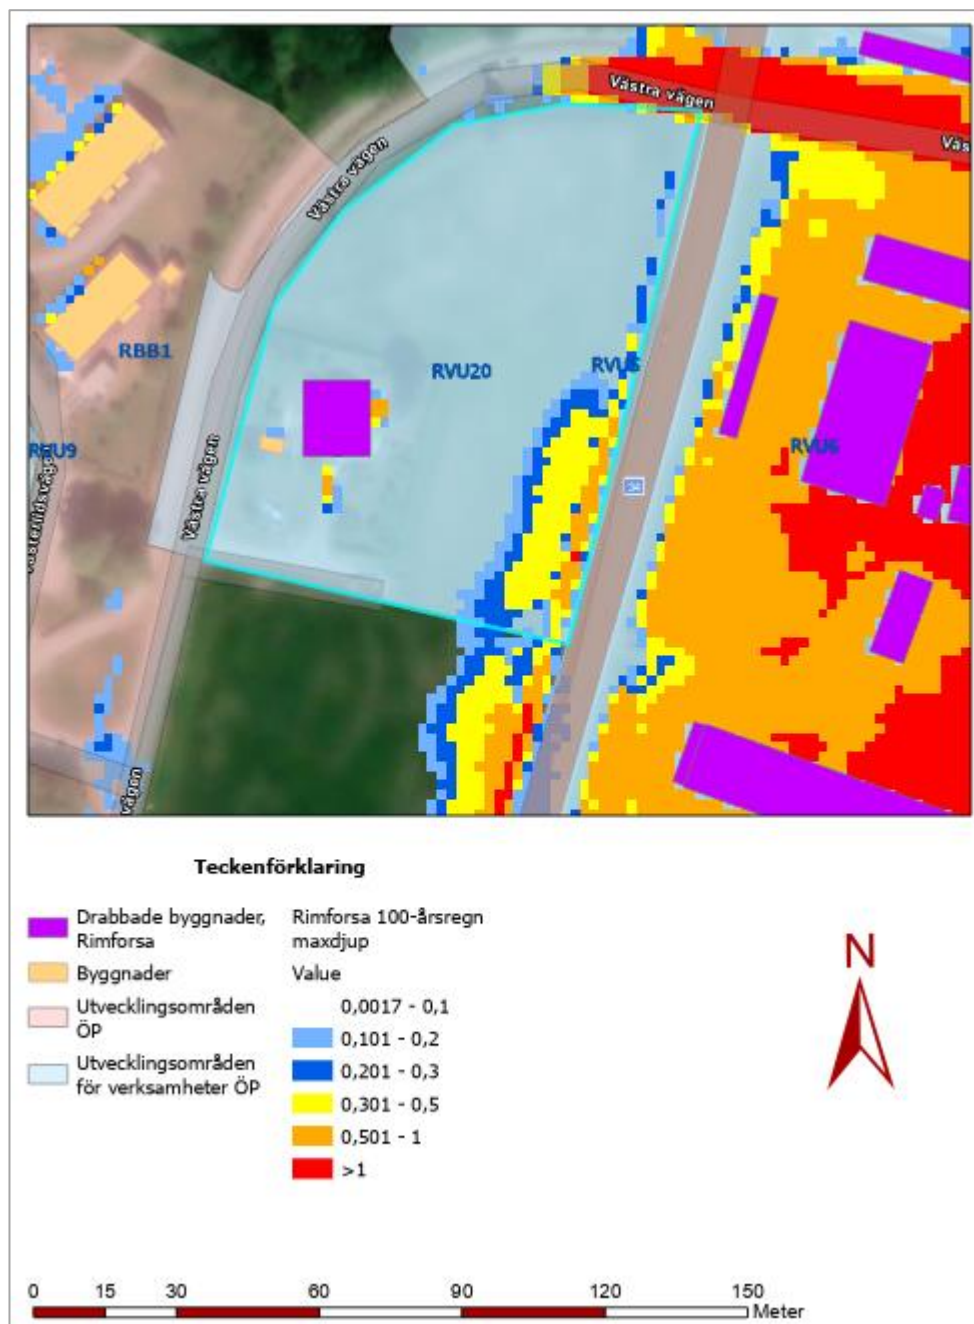 Västra vägen
Väs
Västra vägen
RBB1
RVU20
RVU6
RVU9
Västra vägen
34
vägen
Teckenförklaring
Drabbade byggnader,
Rimforsa
Byggnader
Utvecklingsområden
ÖP
Utvecklingsområden
för verksamheter ÖP
Rimforsa 100-årsregn
maxdjup
Value
0,0017 - 0,1
0,101 - 0,2
0,201 - 0,3
0,301 - 0,5
0,501 - 1
>1
N
0 15 30 60 90 120 150
Meter